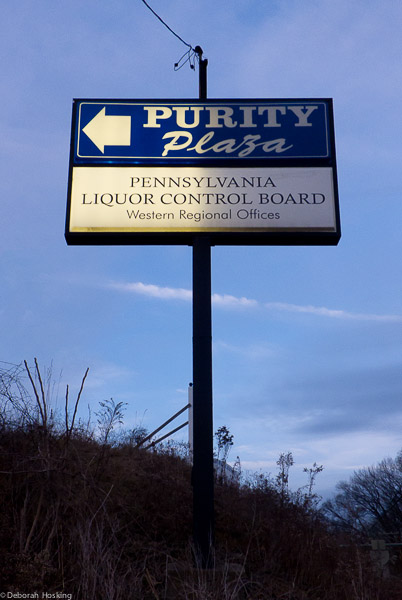 PURITY
Plaza
PENNSYLVANIA
LIQUOR CONTROL BOARD
Western Regional Offices
©Deborah Hosking